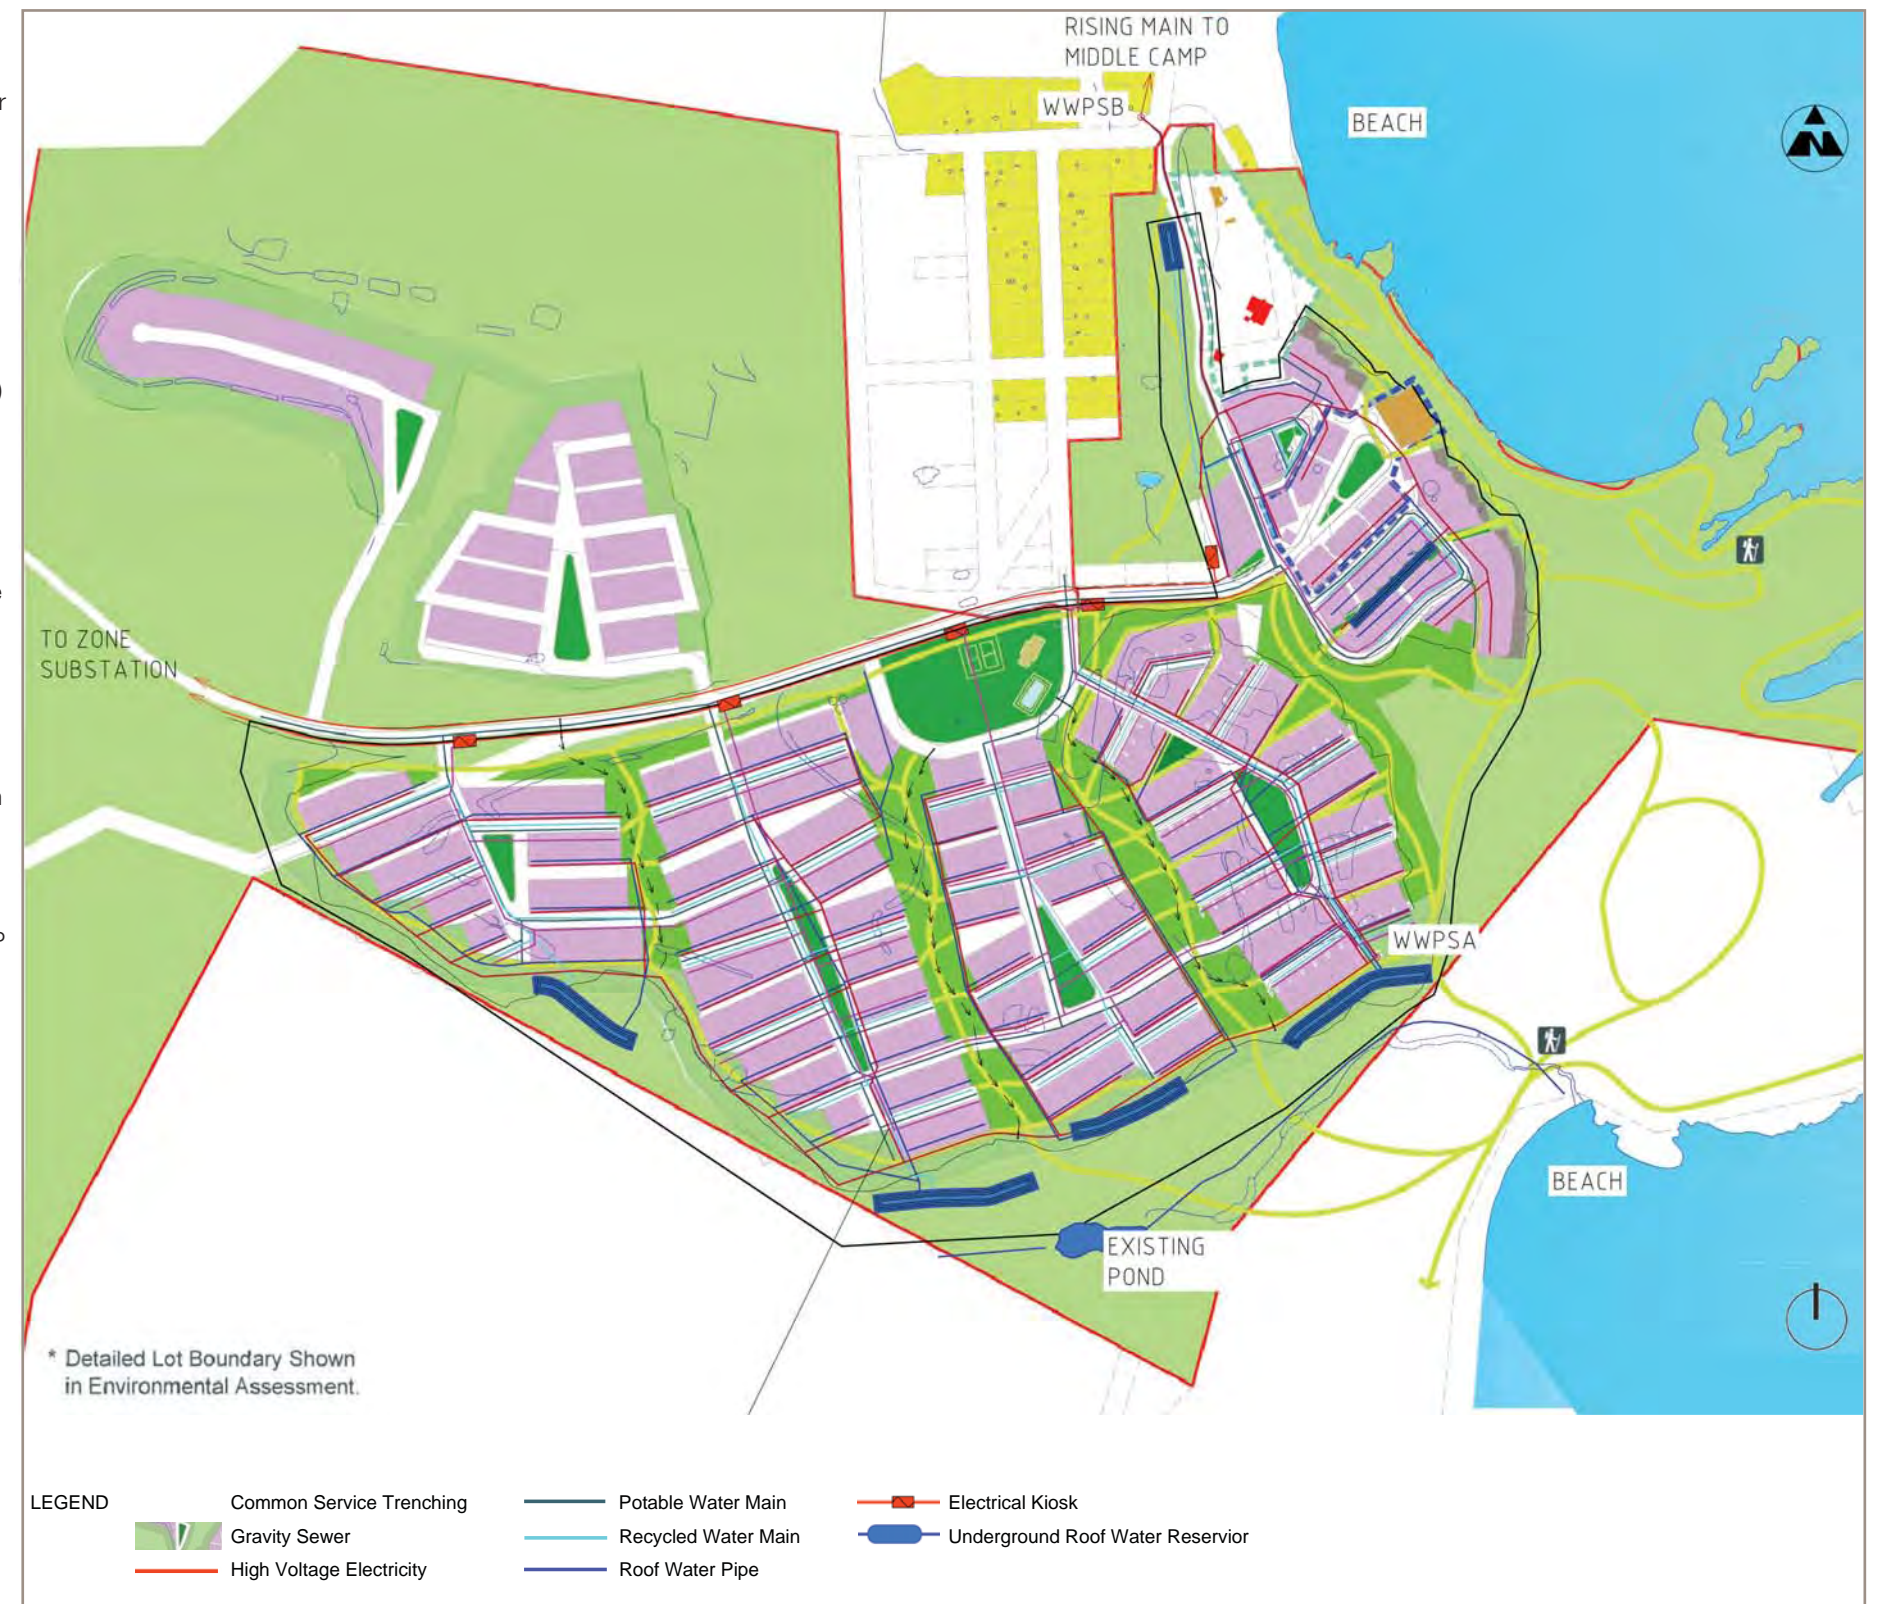 RISING MAIN TO
MIDDLE CAMP
WWPSB
BEACH
N
TO ZONE
SUBSTATION
WWPSA
BEACH
EXISTING
POND
* Detailed Lot Boundary Shown
in Environmental Assessment.
LEGEND
Common Service Trenching
Gravity Sewer
High Voltage Electricity
Potable Water Main
Recycled Water Main
Roof Water Pipe
Electrical Kiosk
Underground Roof Water Reservior